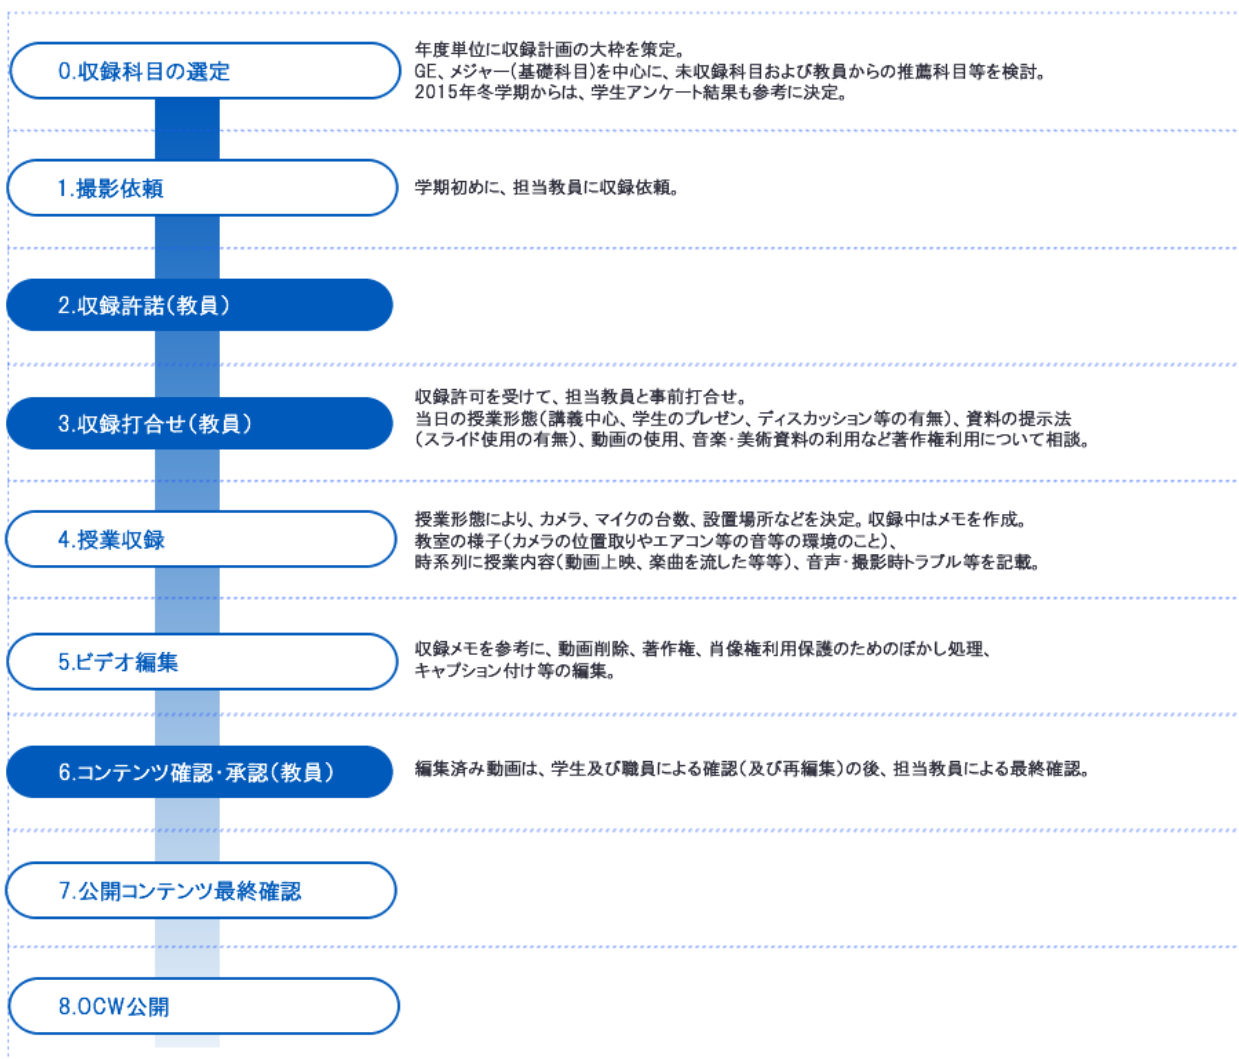 0.収録科目の選定
年度単位に収録計画の大枠を策定。
GE、メジャー(基礎科目)を中心に、未収録科目および教員からの推薦科目等を検討。
2015年冬学期からは、学生アンケート結果も参考に決定。
1.撮影依頼
学期初めに、担当教員に収録依頼。
2.収録許諾(教員)
3.収録打合せ(教員)
収録許可を受けて、担当教員と事前打合せ。
当日の授業形態(講義中心、学生のプレゼン、ディスカッション等の有無)、資料の提示法
(スライド使用の有無)、動画の使用、音楽・美術資料の利用など著作権利用について相談。
4.授業収録
授業形態により、カメラ、マイクの台数、設置場所などを決定。収録中はメモを作成。
教室の様子(カメラの位置取りやエアコン等の音等の環境のこと)、
時系列に授業内容(動画上映、楽曲を流した等等)、音声・撮影時トラブル等を記載。
5.ビデオ編集
収録メモを参考に、動画削除、著作権、肖像権利用保護のためのぼかし処理、
キャプション付け等の編集。
6.コンテンツ確認・承認(教員)
編集済み動画は、学生及び職員による確認(及び再編集)の後、担当教員による最終確認。
7.公開コンテンツ最終確認
8.OCW公開